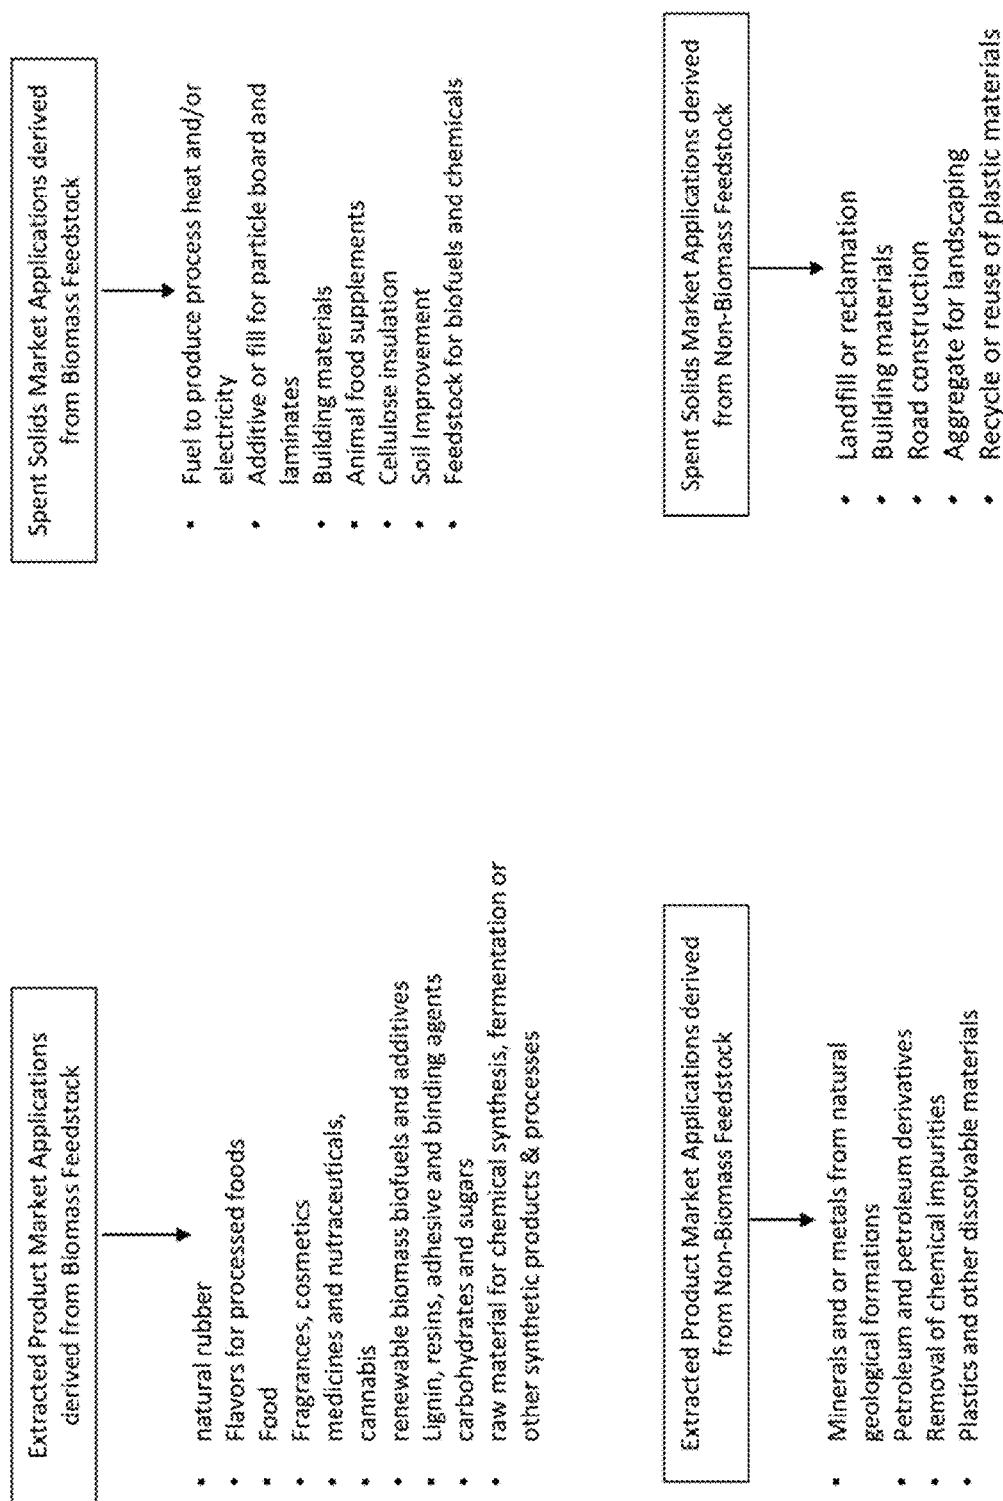 Extracted Product Market Applications
derived from Biomass Feedstock
• natural rubber
• Flavors for processed foods
• Food
• Fragrances, cosmetics
• medicines and nutraceuticals,
cannabis
• renewable biomass biofuels and additives
• Lignin, resins, adhesive and binding agents
• carbohydrates and sugars
• raw material for chemical synthesis, fermentation or
other synthetic products & processes
Spent Solids Market Applications derived
from Biomass Feedstock
• Fuel to produce process heat and/or
electricity
• Additive or fill for particle board and
laminates
• Building materials
• Animal food supplements
• Cellulose insulation
• Soil Improvement
• Feedstock for biofuels and chemicals
Extracted Product Market Applications derived
from Non-Biomass Feedstock
• Minerals and or metals from natural
geological formations
• Petroleum and petroleum derivatives
• Removal of chemical impurities
• Plastics and other dissolvable materials
Spent Solids Market Applications derived
from Non-Biomass Feedstock
• Landfill or reclamation
• Building materials
• Road construction
• Aggregate for landscaping
• Recycle or reuse of plastic materials